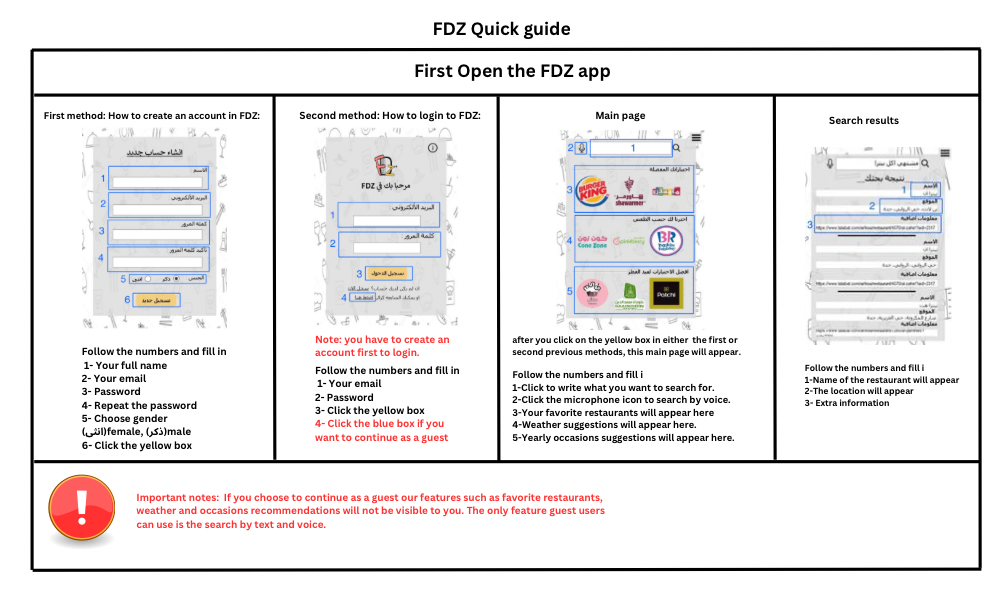 FDZ Quick guide
First Open the FDZ app
First method: How to create an account in FDZ:
انشاء حساب جديد
1
الاسم
2
البريد الالكتروني
3
كلمة المرور
4
تاكيد كلمة المرور
5
الجنس
ذكر
انثى
6
تسجيل جديد
Follow the numbers and fill in
1- Your full name
2- Your email
3- Password
4- Repeat the password
5- Choose gender
(انثى)female, (ذكر)male
6- Click the yellow box
Second method: How to login to FDZ:
مرحبا بك في FDZ
1
البريد الألكتروني :
2
كلمة المرور
3
تسجيل الدخول
4
Note: you have to create an
account first to login.
Follow the numbers and fill in
1- Your email
2- Password
3- Click the yellow box
4- Click the blue box if you
want to continue as a guest
Main page
2
1
3
اختياراتك المفضلة
BURGER
KING
shawarmer
4
اخترنا لك حسب الطقس
كون زون
Cone Zone
BR
5
افضل الاختيارات لعيد الفطر
Patchi
after you click on the yellow box in either the first or
second previous methods, this main page will appear.
Follow the numbers and fill i
1-Click to write what you want to search for.
2-Click the microphone icon to search by voice.
3-Your favorite restaurants will appear here
4-Weather suggestions will appear here.
5-Yearly occasions suggestions will appear here.
Search results
مشتهي اكل بيتزا
نتيجة بحثك
1
الاسم
2
الموقع
3
معلومات اضافية
الاسم
الموقع
معلومات اضافية
الاسم
الموقع
معلومات اضافية
Follow the numbers and fill i
1-Name of the restaurant will appear
2-The location will appear
3- Extra information
Important notes: If you choose to continue as a guest our features such as favorite restaurants,
weather and occasions recommendations will not be visible to you. The only feature guest users
can use is the search by text and voice.